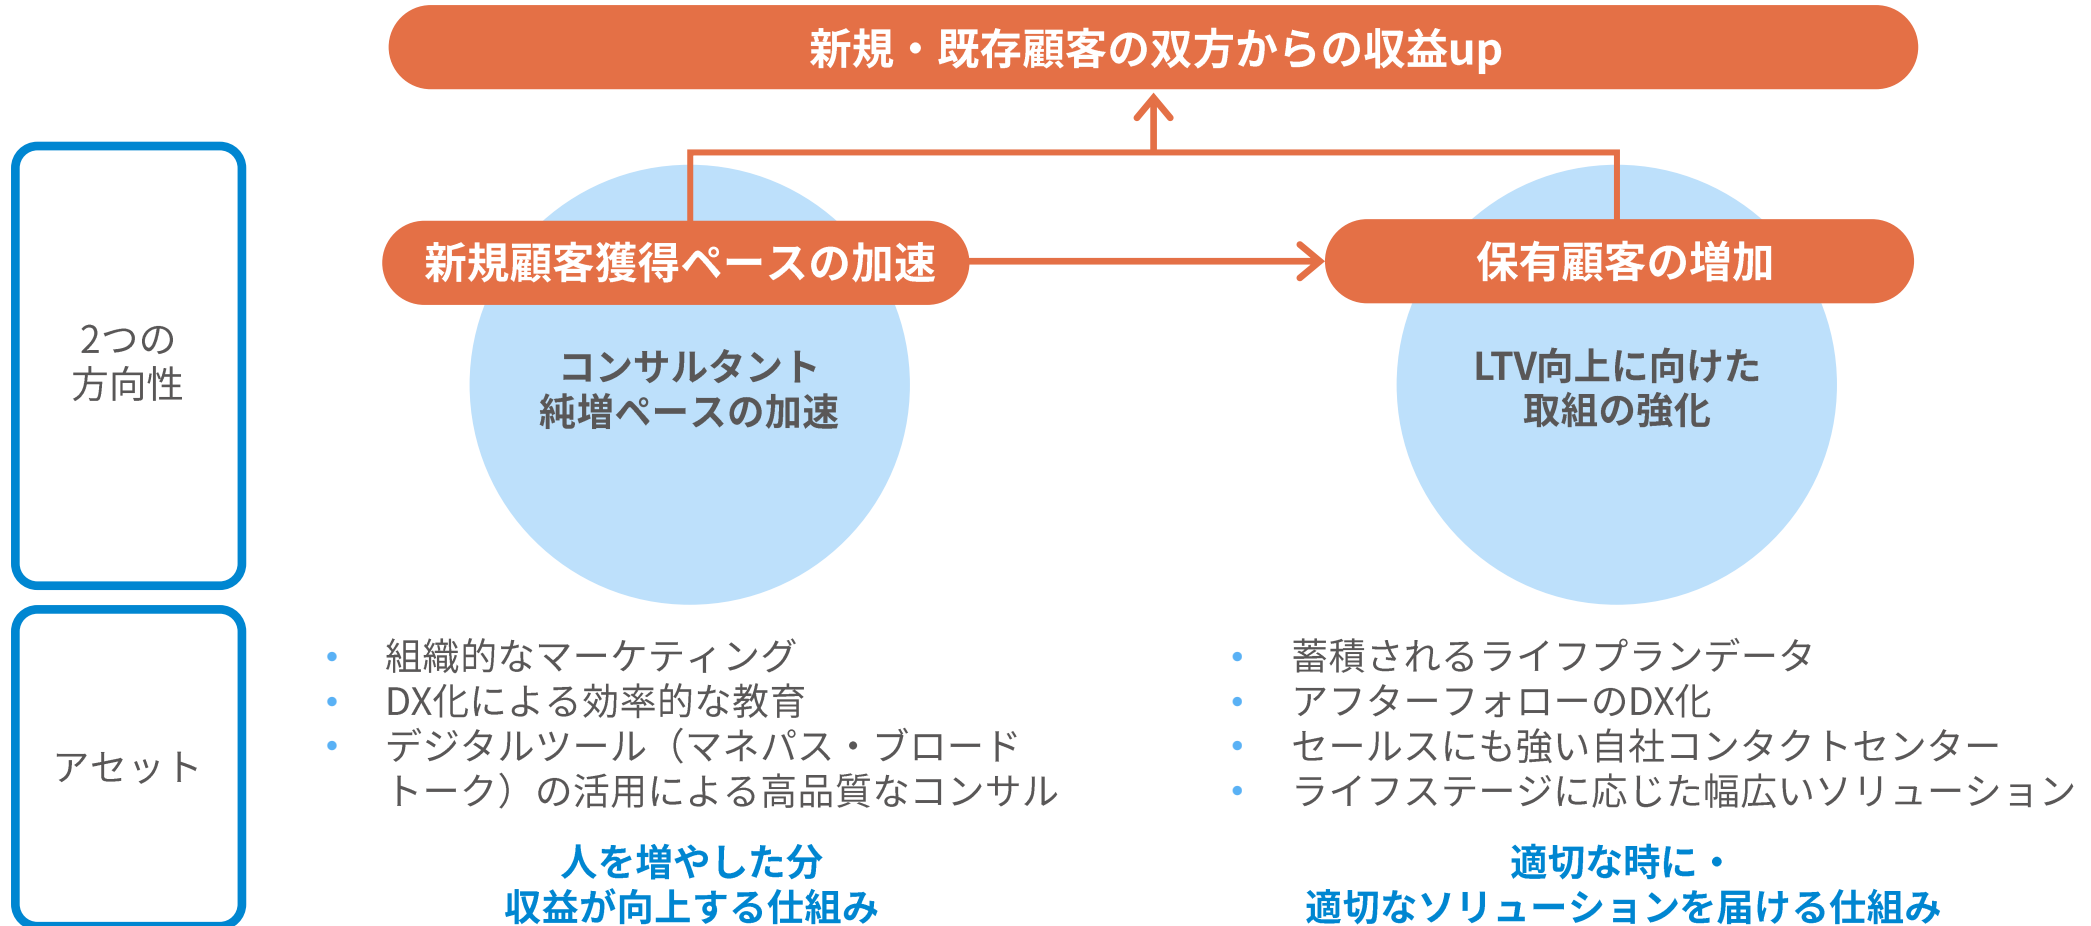 新規・既存顧客の双方からの収益up
2つの
方向性
新規顧客獲得ペースの加速
コンサルタント
純増ペースの加速
保有顧客の増加
LTV向上に向けた
取組の強化
アセット
• 組織的なマーケティング
• DX化による効率的な教育
• デジタルツール（マネパス・ブロード
トーク）の活用による高品質なコンサル
人を増やした分
収益が向上する仕組み
• 蓄積されるライフプランデータ
• アフターフォローのDX化
• セールスにも強い自社コンタクトセンター
• ライフステージに応じた幅広いソリューション
適切な時に・
適切なソリューションを届ける仕組み